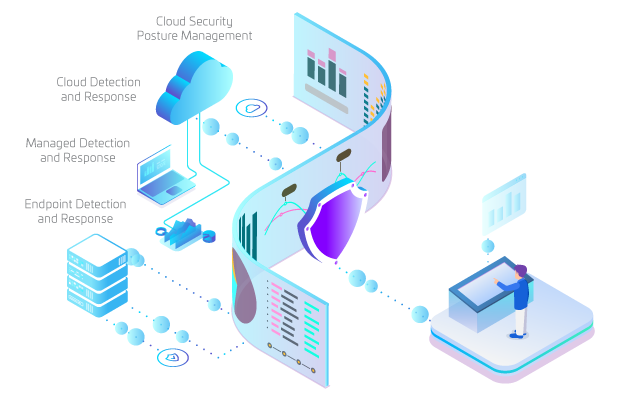 Cloud Security
Posture Management
Cloud Detection
and Response
Managed Detection
and Response
Endpoint Detection
and Response